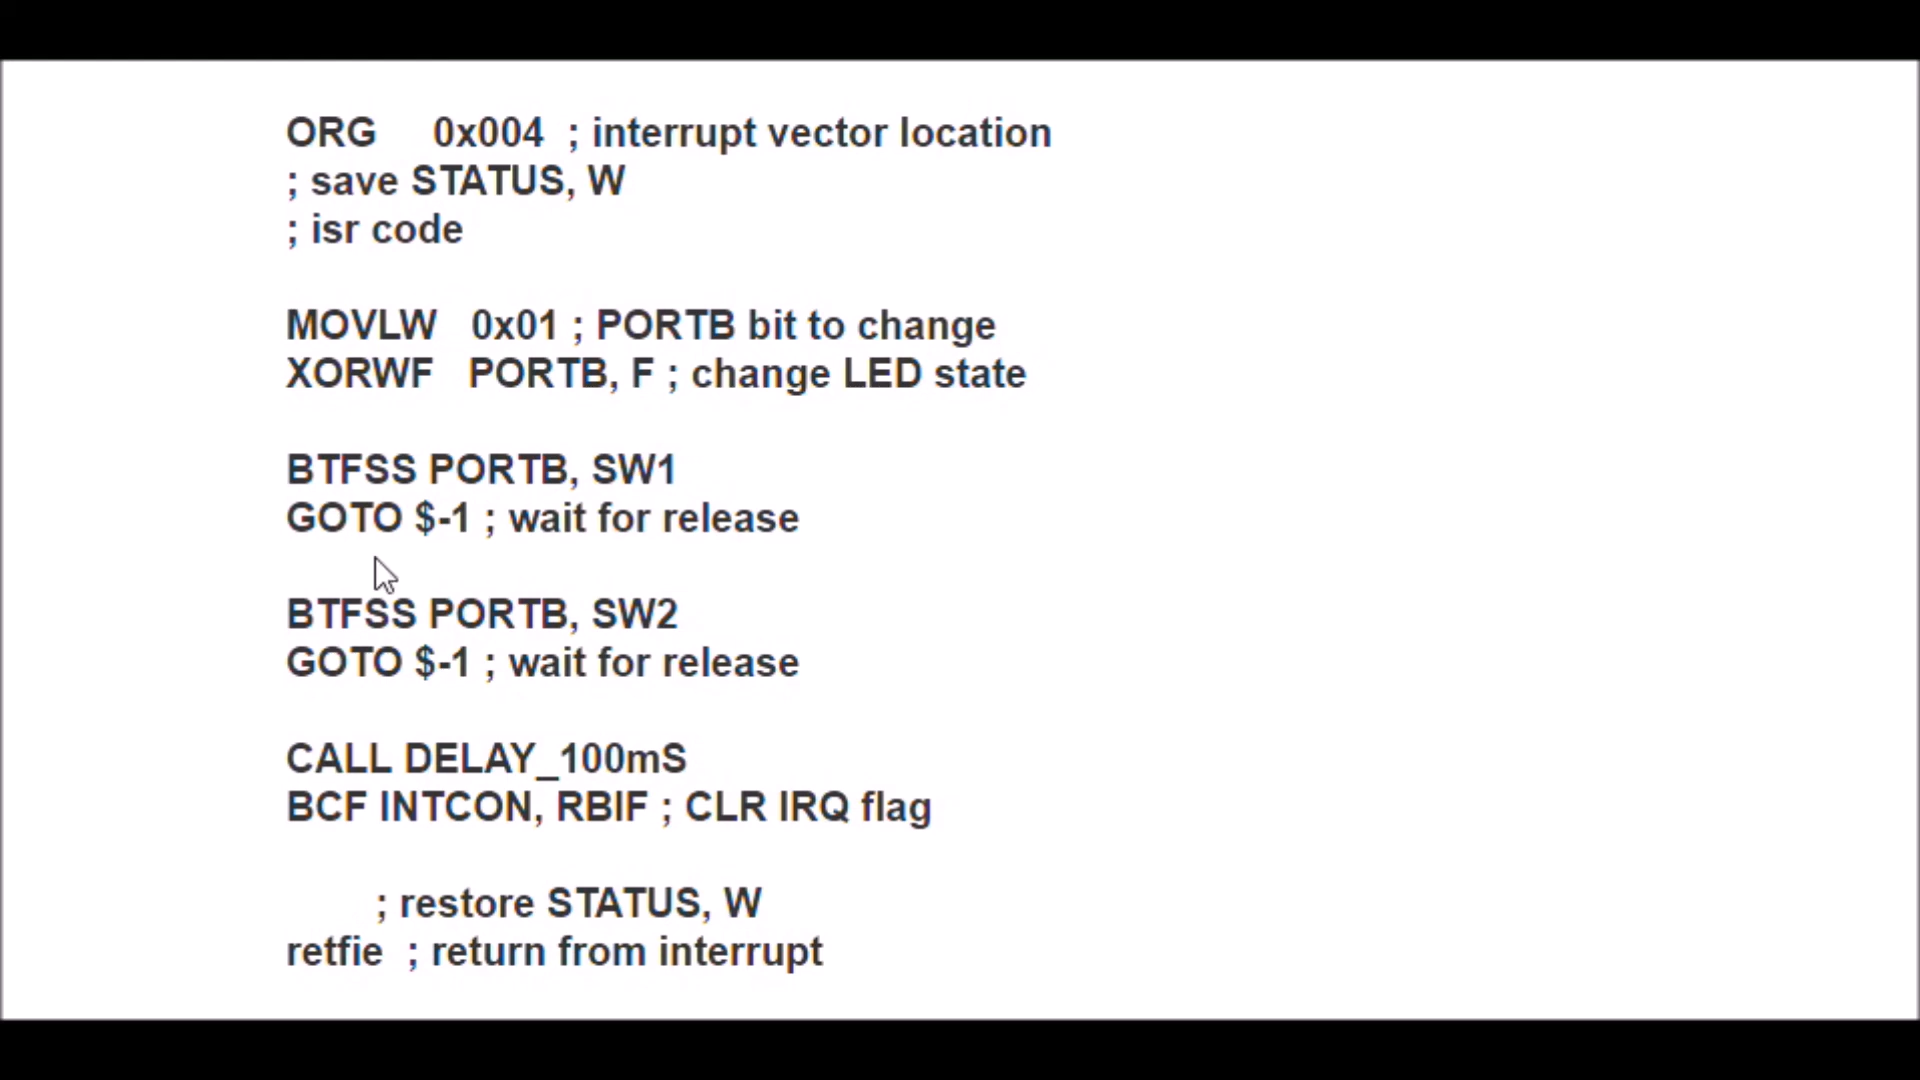 ORG 0x004 ; interrupt vector location
; save STATUS, W
; isr code
MOVLW 0x01 ; PORTB bit to change
XORWF PORTB, F ; change LED state
BTFSS PORTB, SW1
GOTO $-1 ; wait for release
BTFSS PORTB, SW2
GOTO $-1 ; wait for release
CALL DELAY_100mS
BCF INTCON, RBIF ; CLR IRQ flag
; restore STATUS, W
retfie ; return from interrupt